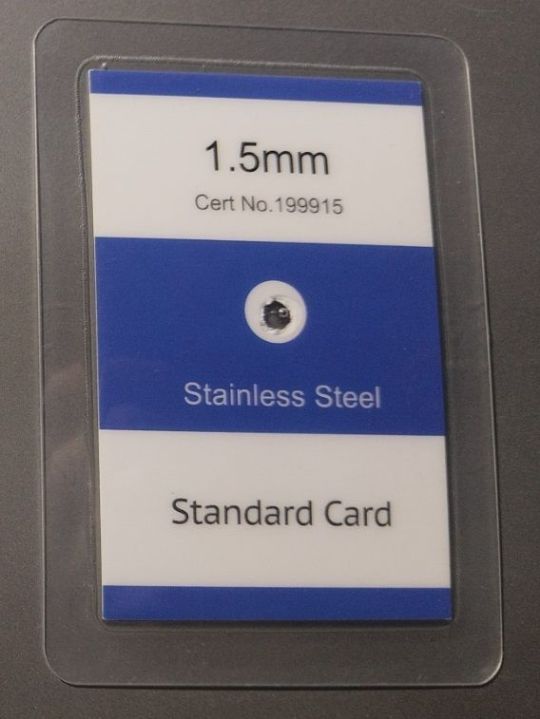 1.5mm
Cert No.199915
Stainless Steel
Standard Card